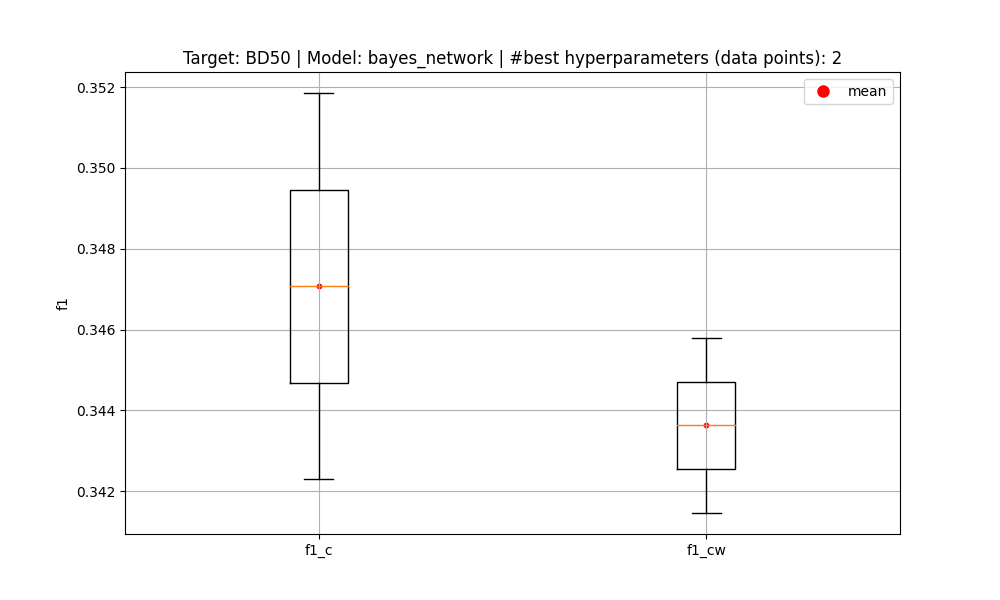 Target: BD50 | Model: bayes_network | #best hyperparameters (data points): 2
mean
f1
0.352
0.350
0.348
0.346
0.344
0.342
f1_c
f1_cw